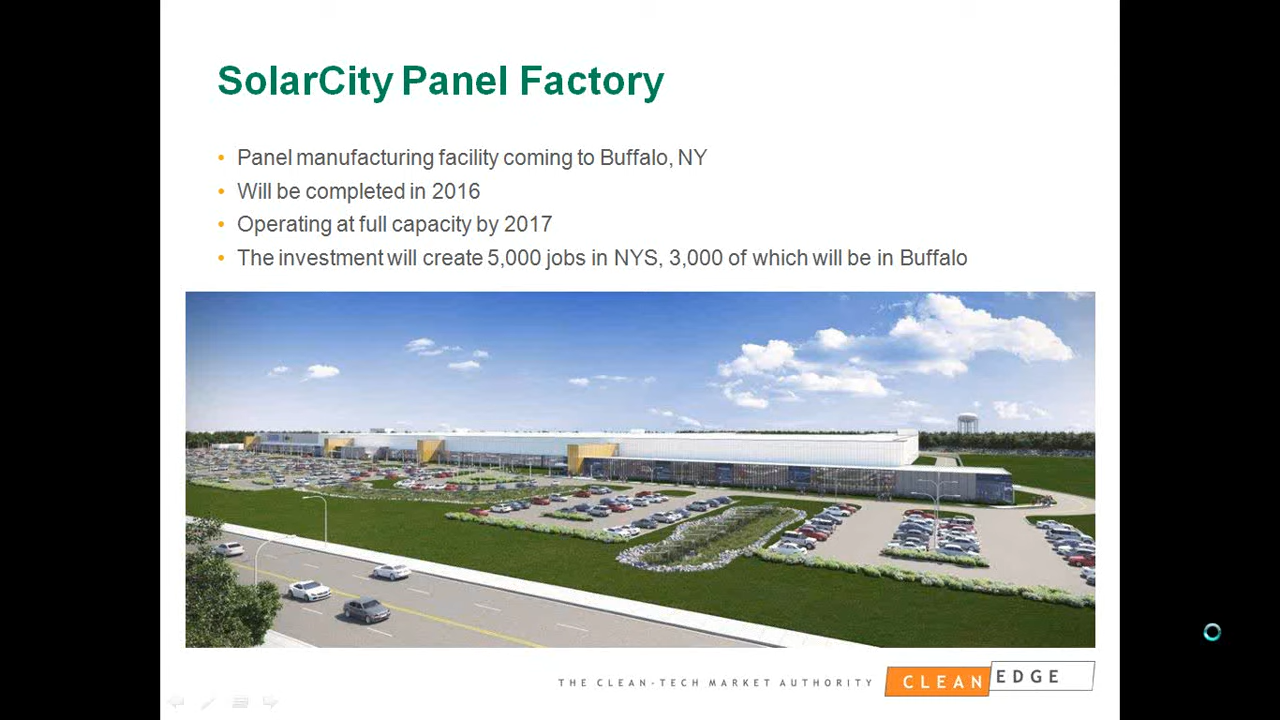 SolarCity Panel Factory
• Panel manufacturing facility coming to Buffalo, NY
• Will be completed in 2016
• Operating at full capacity by 2017
• The investment will create 5,000 jobs in NYS, 3,000 of which will be in Buffalo
THE CLEAN-TECH MARKET AUTHORITY CLEAN EDGE